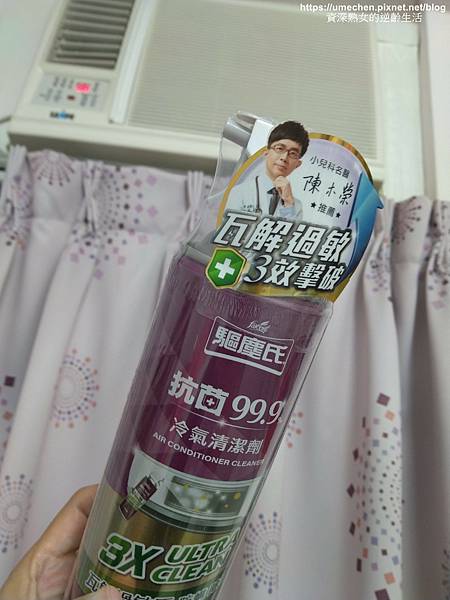 https://umechen.pixnet.net/blog
資深熟女的逆齡生活
小兒科名醫
陳木榮
★推薦★
瓦解過敏
3效擊破
驅塵氏
抗菌99.9
冷氣清潔劑
AIR CONDITIONER CLEANER
3X ULTRA
CLEAN